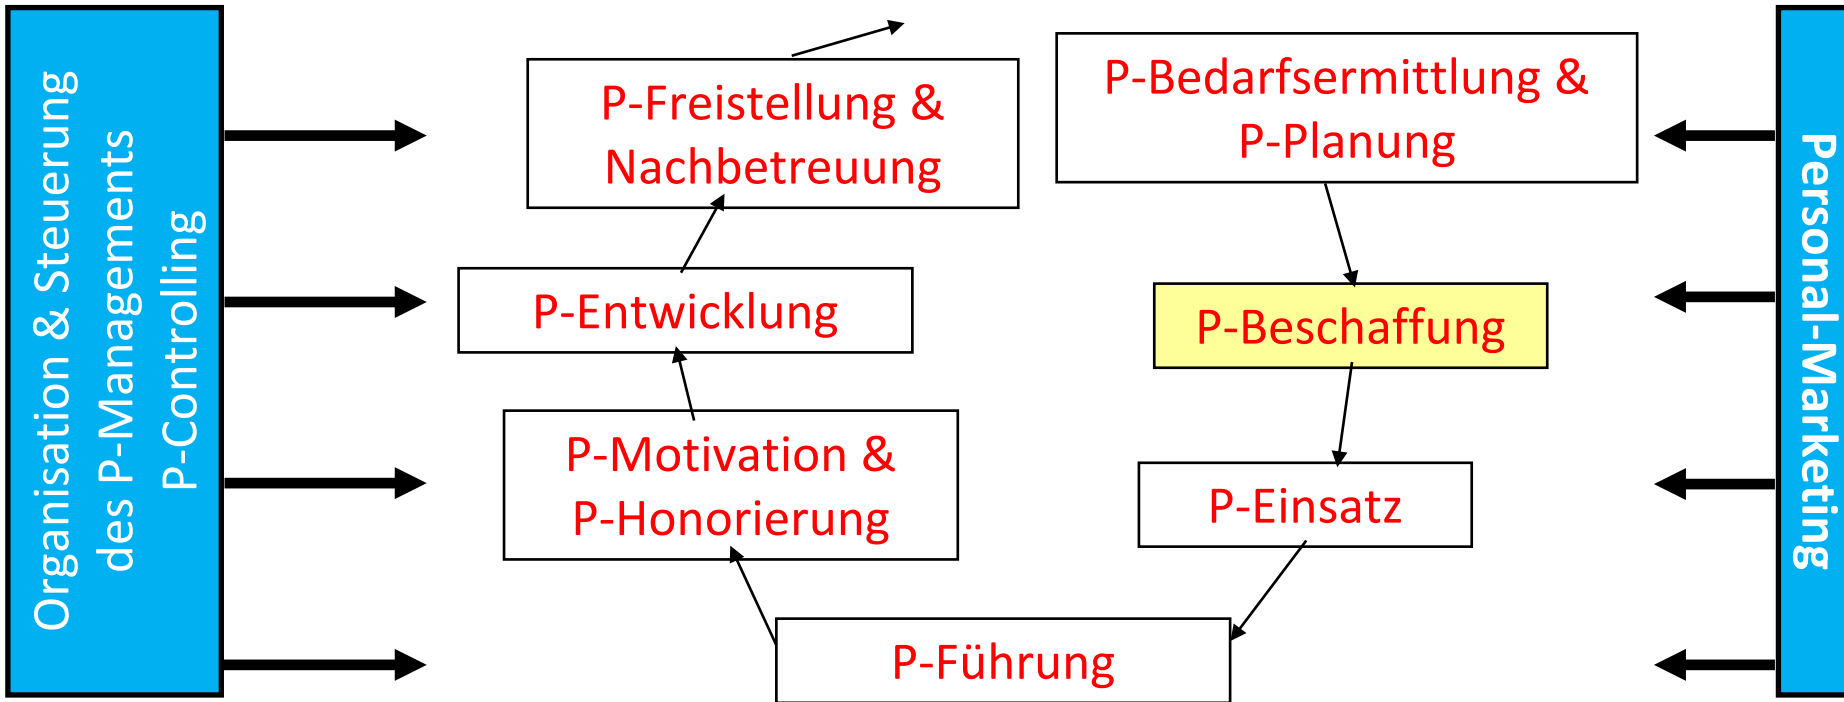 Organisation & Steuerung
des P-Managements
P-Controlling
P-Freistellung &
Nachbetreuung
P-Entwicklung
P-Motivation &
P-Honorierung
P-Führung
P-Bedarfsermittlung &
P-Planung
P-Beschaffung
P-Einsatz
Personal-Marketing